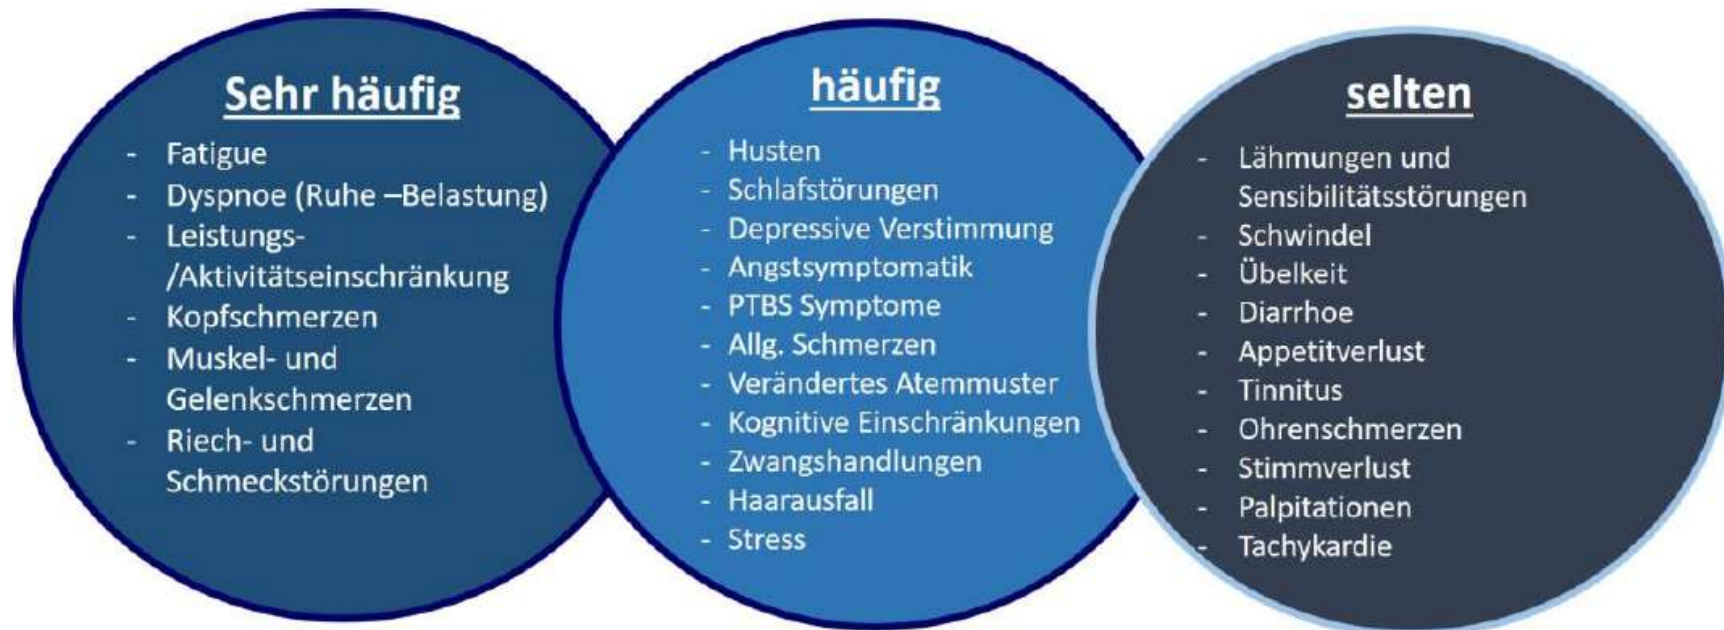 Sehr häufig
- Fatigue
- Dyspnoe (Ruhe –Belastung)
- Leistungs-
/Aktivitätseinschränkung
- Kopfschmerzen
- Muskel- und
Gelenkschmerzen
- Riech- und
Schmeckstörungen
häufig
- Husten
- Schlafstörungen
- Depressive Verstimmung
- Angstsymptomatik
- PTBS Symptome
- Allg. Schmerzen
- Verändertes Atemmuster
- Kognitive Einschränkungen
- Zwangshandlungen
- Haarausfall
- Stress
selten
- Lähmungen und
Sensibilitätsstörungen
- Schwindel
- Übelkeit
- Diarrhoe
- Appetitverlust
- Tinnitus
- Ohrenschmerzen
- Stimmverlust
- Palpitationen
- Tachykardie